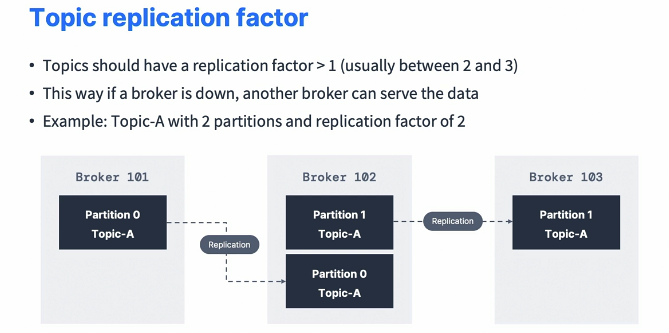 Topic replication factor
• Topics should have a replication factor > 1 (usually between 2 and 3)
• This way if a broker is down, another broker can serve the data
• Example: Topic-A with 2 partitions and replication factor of 2
Broker 101
Partition 0
Topic-A
Replication
Broker 102
Partition 1
Topic-A
Partition 0
Topic-A
Replication
Broker 103
Partition 1
Topic-A